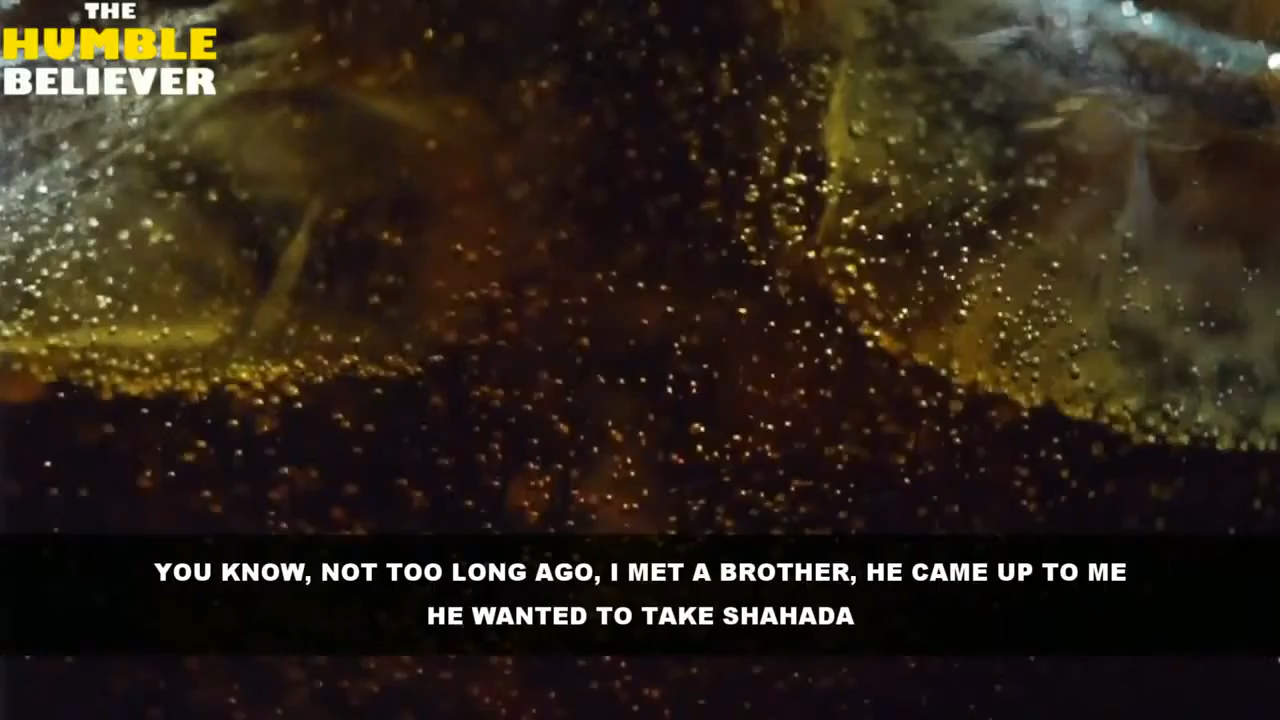 THE
HUMBLE
BELIEVER
YOU KNOW, NOT TOO LONG AGO, I MET A BROTHER, HE CAME UP TO ME
HE WANTED TO TAKE SHAHADA